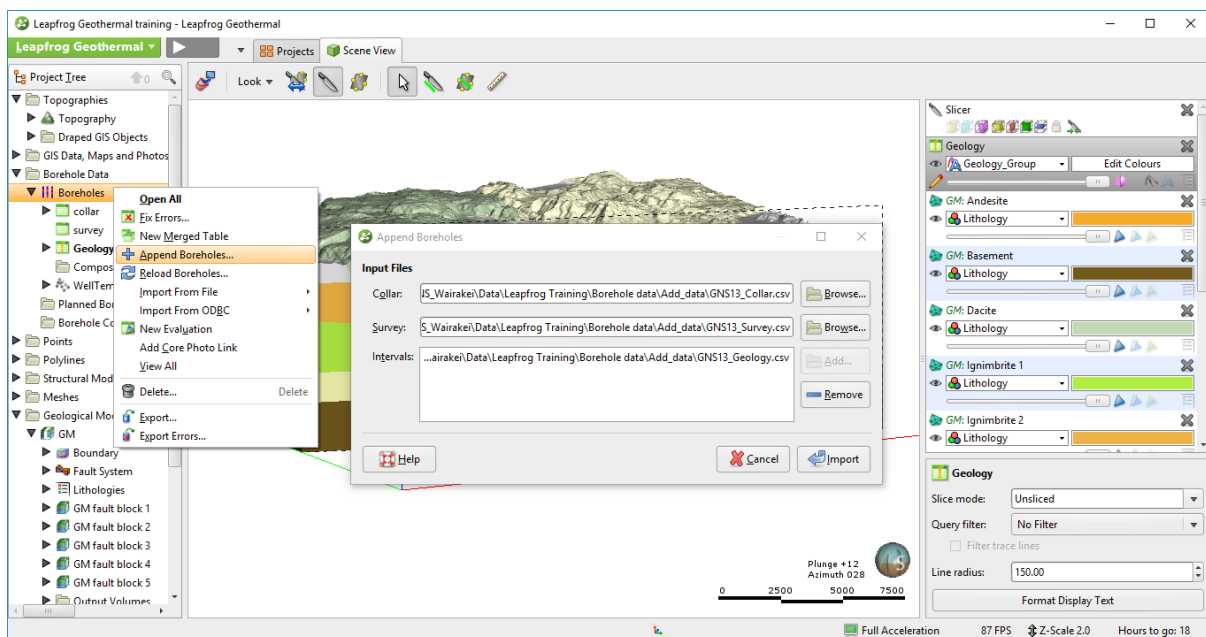 Leapfrog Geothermal training - Leapfrog Geothermal
Leapfrog Geothermal
Projects
Scene View
Project Tree
0
Look
Topographies
Topography
Draped GIS Objects
GIS Data, Maps and Photos
Borehole Data
Boreholes
collar
survey
Geology
Compos
WellTem
Planned Bor
Borehole Co
Points
Polylines
Structural Mod
Meshes
Geological Mo
GM
Boundary
Fault System
Lithologies
GM fault block 1
GM fault block 2
GM fault block 3
GM fault block 4
GM fault block 5
Output Volumes
Open All
Fix Errors...
New Merged Table
Append Boreholes...
Reload Boreholes...
Import From File
Import From ODBC
New Evaluation
Add Core Photo Link
View All
Delete... Delete
Export...
Export Errors...
Append Boreholes
Input Files
Collar: IS_Wairakei\Data\Leapfrog Training\Borehole data\Add_data\GNS13_Collar.csv Browse...
Survey: S_Wairakei\Data\Leapfrog Training\Borehole data\Add_data\GNS13_Survey.csv Browse...
Intervals: ...airakei\Data\Leapfrog Training\Borehole data\Add_data\GNS13_Geology.csv Add...
Remove
Help
Cancel
Import
Plunge +12
Azimuth 028
0 2500 5000 7500
Slicer
Geology
Geology_Group Edit Colours
GM: Andesite
Lithology
GM: Basement
Lithology
GM: Dacite
Lithology
GM: Ignimbrite 1
Lithology
GM: Ignimbrite 2
Lithology
Geology
Slice mode: Unsliced
Query filter: No Filter
Filter trace lines
Line radius: 150.00
Format Display Text
Full Acceleration 87 FPS Z-Scale 2.0 Hours to go: 18